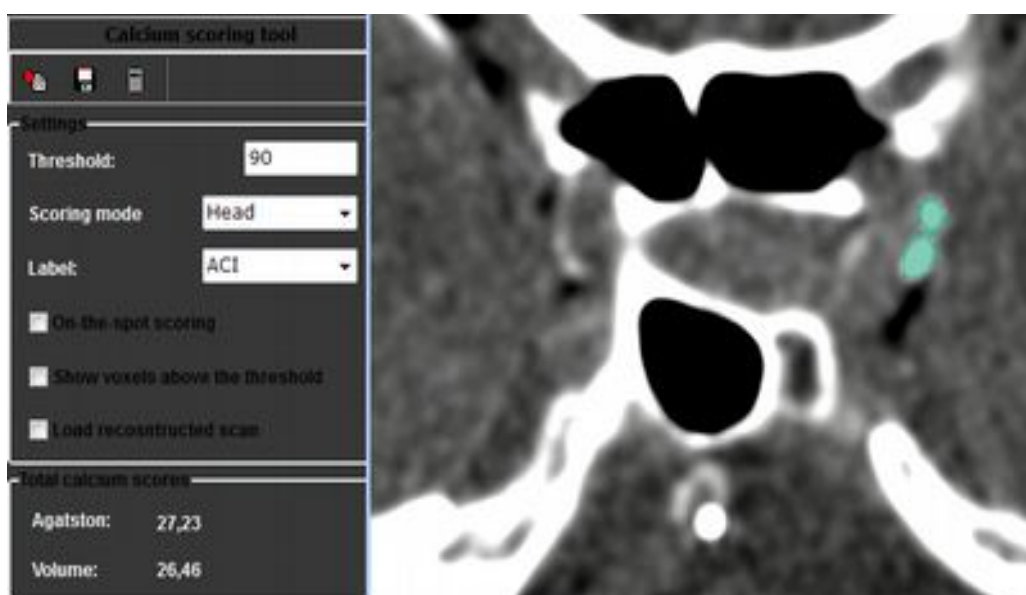 Calcium scoring tool
Settings
Threshold: 90
Scoring mode Head
Label: ACI
On-the-spot scoring
Show voxels above the threshold
Load recosntructed scan
Total calcium scores
Agatston: 27,23
Volume: 26,46